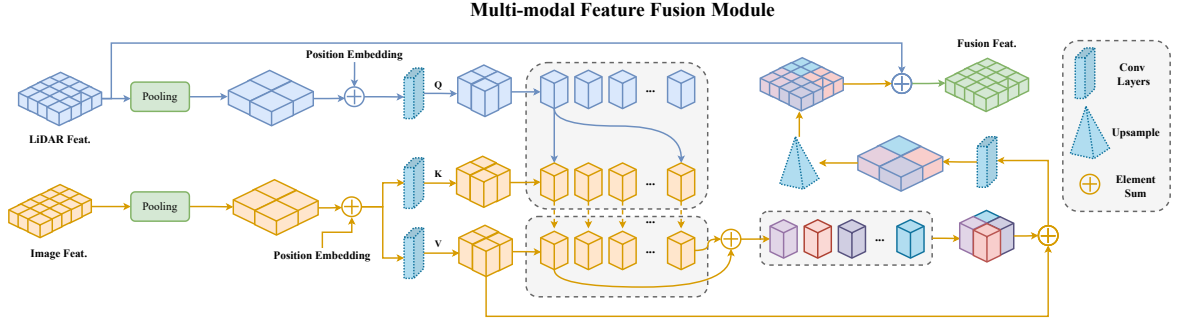 Multi-modal Feature Fusion Module
Position Embedding
Fusion Feat.
Pooling
Q
...
Conv
Layers
LiDAR Feat.
Upsample
K
...
Pooling
Element
Sum
...
V
...
...
Image Feat.
Position Embedding